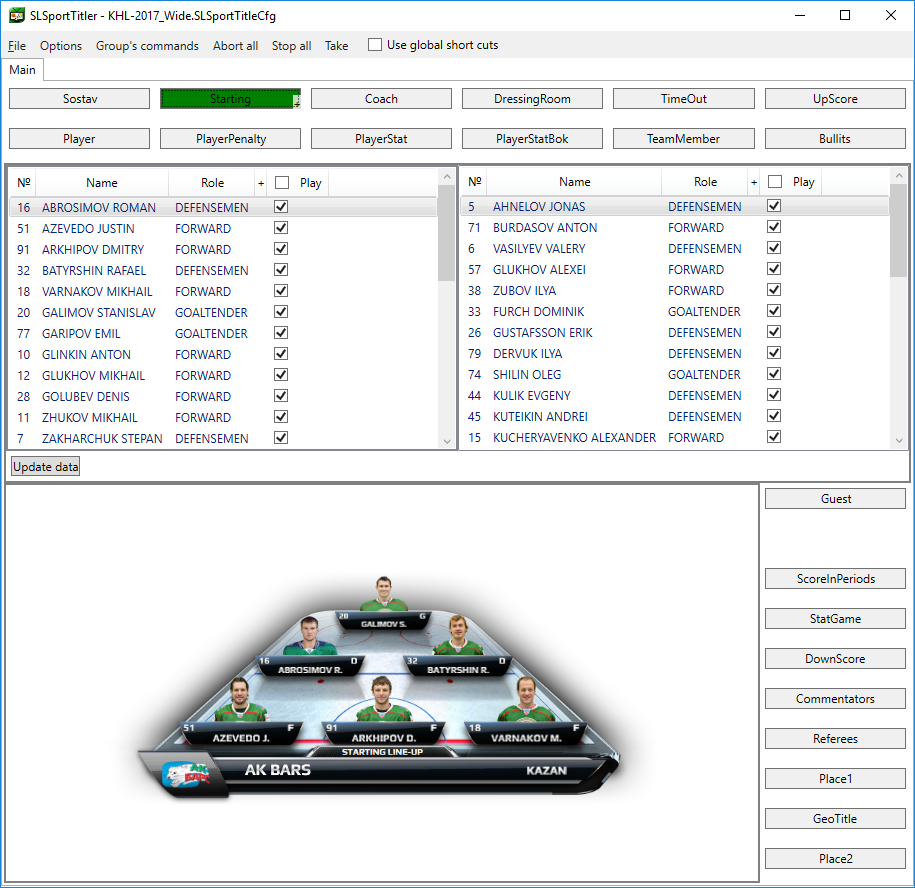 SLSportTitler - KHL-2017_Wide.SLSportTitleCfg
File Options Group's commands Abort all Stop all Take Use global short cuts
Main
Sostav Starting Coach DressingRoom TimeOut UpScore
Player PlayerPenalty PlayerStat PlayerStatBok TeamMember Bullits
№ Name Role + Play
16 ABROSIMOV ROMAN DEFENSEMEN
51 AZEVEDO JUSTIN FORWARD
91 ARKHIPOV DMITRY FORWARD
32 BATYRSHIN RAFAEL DEFENSEMEN
18 VARNAKOV MIKHAIL FORWARD
20 GALIMOV STANISLAV GOALTENDER
77 GARIPOV EMIL GOALTENDER
10 GLINKIN ANTON FORWARD
12 GLUKHOV MIKHAIL FORWARD
28 GOLUBEV DENIS FORWARD
11 ZHUKOV MIKHAIL FORWARD
7 ZAKHARCHUK STEPAN DEFENSEMEN
№ Name Role + Play
5 AHNELOV JONAS DEFENSEMEN
71 BURDASOV ANTON FORWARD
6 VASILYEV VALERY DEFENSEMEN
57 GLUKHOV ALEXEI FORWARD
38 ZUBOV ILYA FORWARD
33 FURCH DOMINIK GOALTENDER
26 GUSTAFSSON ERIK DEFENSEMEN
79 DERVUK ILYA DEFENSEMEN
74 SHILIN OLEG GOALTENDER
44 KULIK EVGENY DEFENSEMEN
45 KUTEIKIN ANDREI DEFENSEMEN
15 KUCHERYAVENKO ALEXANDER FORWARD
Update data
20 G
GALIMOV S.
16 D
ABROSIMOV R.
32 D
BATYRSHIN R.
51 F
AZEVEDO J.
91 F
ARKHIPOV D.
18 F
VARNAKOV M.
STARTING LINE-UP
AK BARS KAZAN
Guest
ScoreInPeriods
StatGame
DownScore
Commentators
Referees
Place1
GeoTitle
Place2